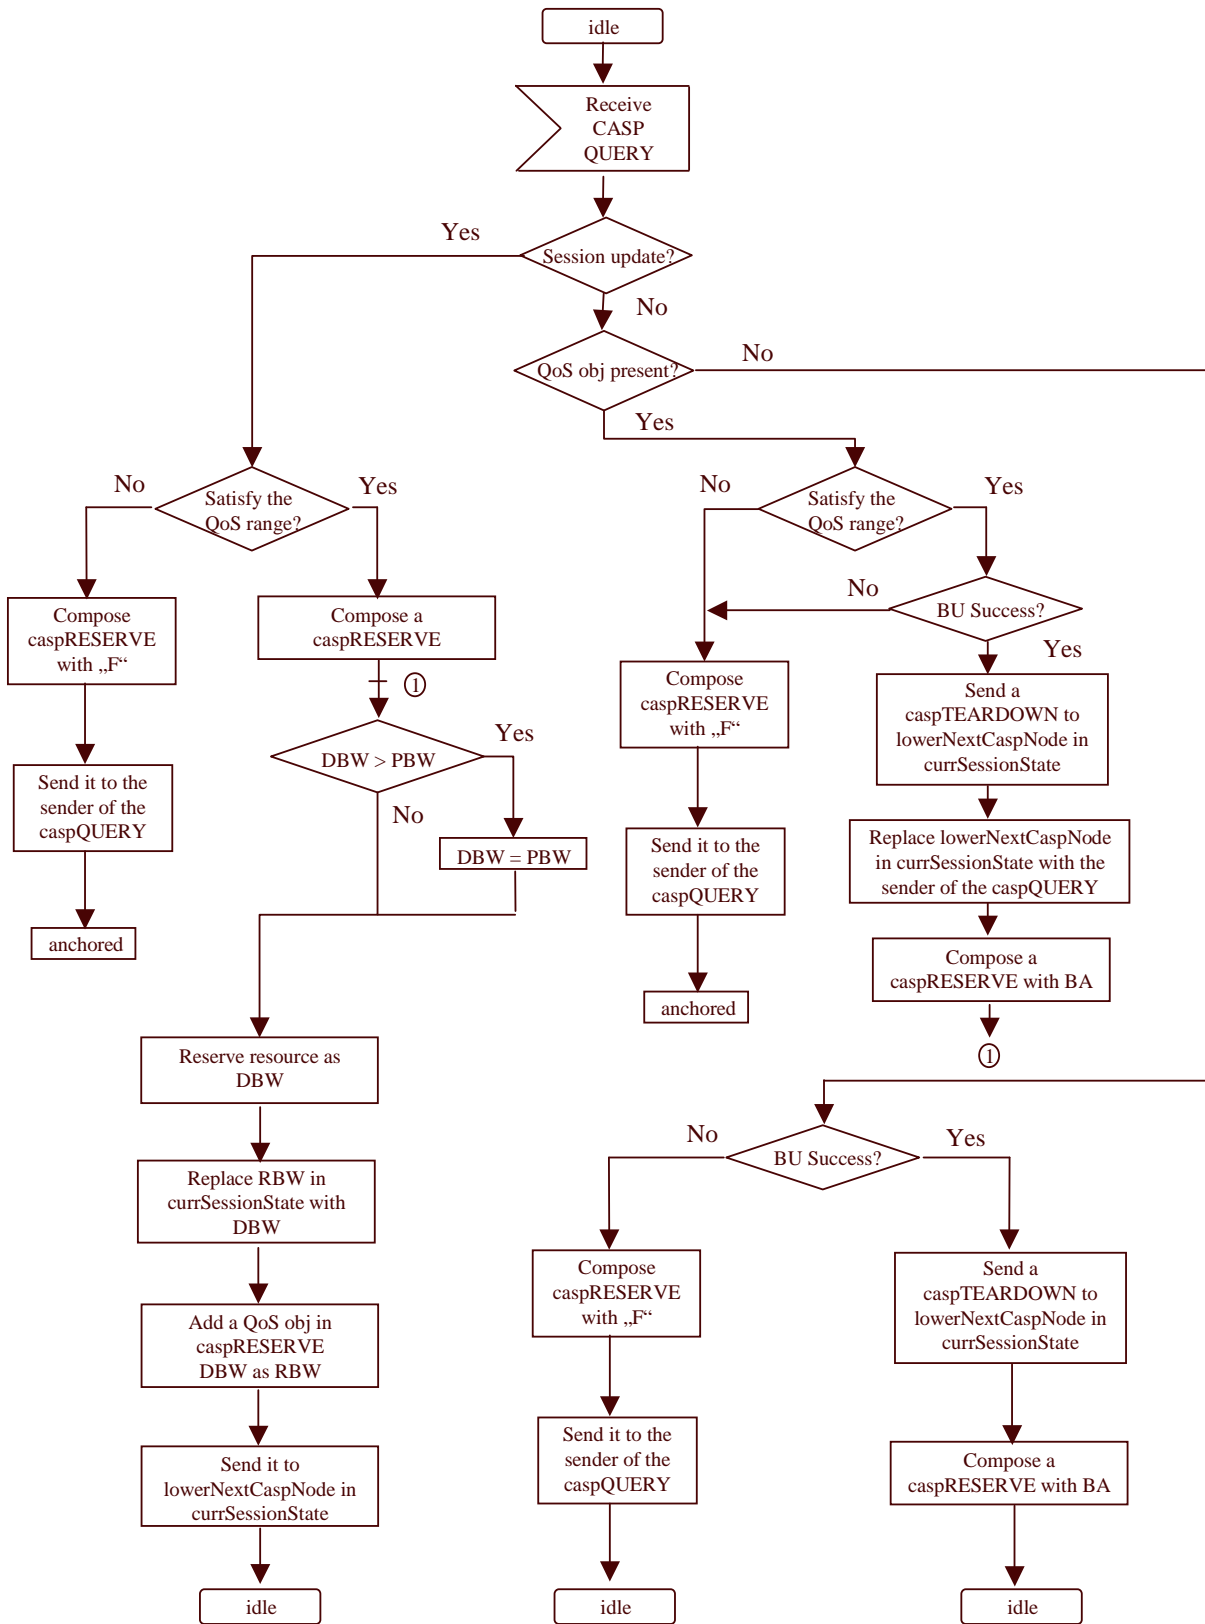 idle
Receive
CASP
QUERY
Yes
Session update?
No
QoS obj present?
No
Yes
No
Satisfy the
QoS range?
Yes
No
Satisfy the
QoS range?
Yes
Compose
caspRESERVE
with „F“
Compose a
caspRESERVE
No
BU Success?
Yes
1
Compose
caspRESERVE
with „F“
Send a
caspTEARDOWN to
lowerNextCaspNode in
currSessionState
DBW > PBW
Yes
No
Send it to the
sender of the
caspQUERY
DBW = PBW
Send it to the
sender of the
caspQUERY
Replace lowerNextCaspNode
in currSessionState with the
sender of the caspQUERY
anchored
Compose a
caspRESERVE with BA
anchored
1
Reserve resource as
DBW
No
BU Success?
Yes
Replace RBW in
currSessionState with
DBW
Compose
caspRESERVE
with „F“
Send a
caspTEARDOWN to
lowerNextCaspNode in
currSessionState
Add a QoS obj in
caspRESERVE
DBW as RBW
Send it to the
sender of the
caspQUERY
Send it to
lowerNextCaspNode in
currSessionState
Compose a
caspRESERVE with BA
idle
idle
idle